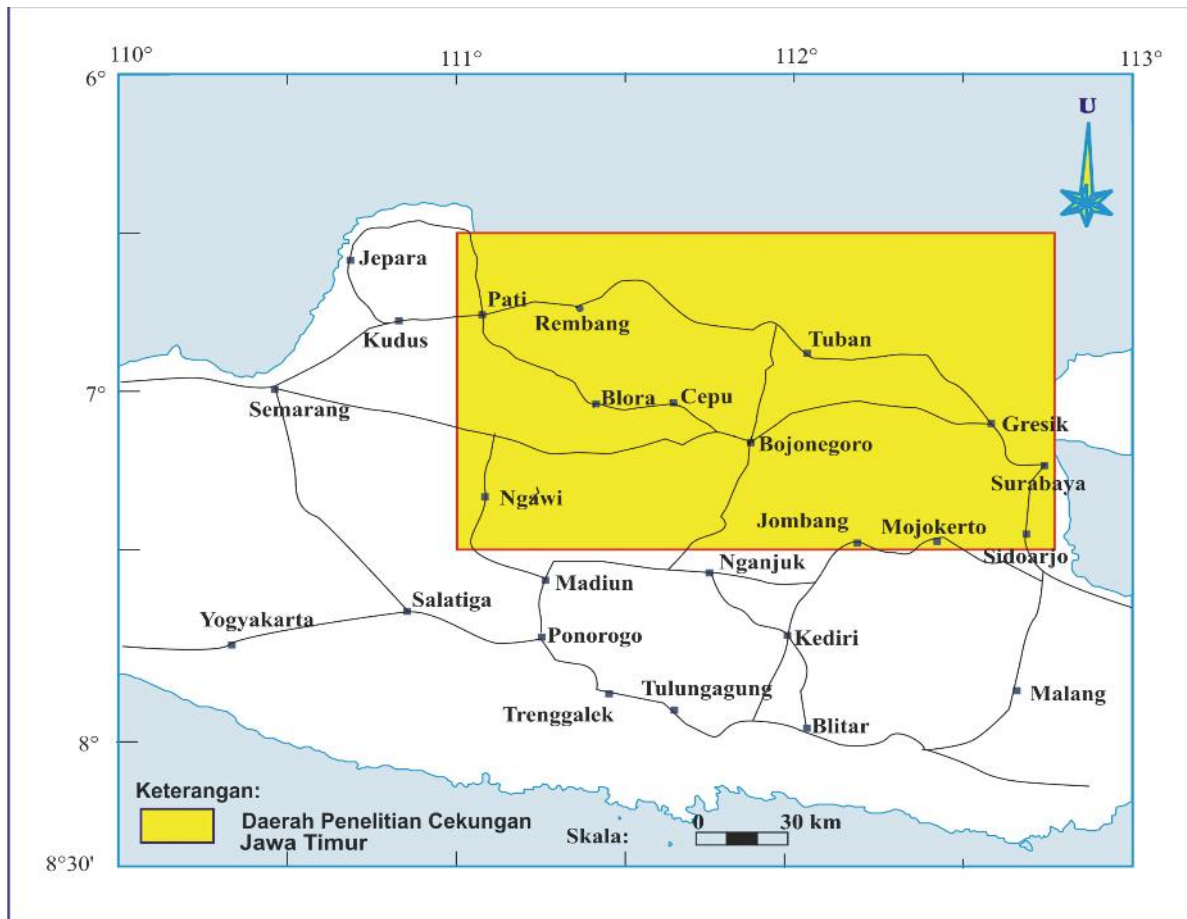 110°
111°
112°
113°
6°
U
Jepara
Pati
Rembang
Kudus
Tuban
7°
Blora
Cepu
Semarang
Gresik
Bojonegoro
Surabaya
Ngawi
Jombang
Mojokerto
Nganjuk
Sidoarjo
Madiun
Salatiga
Yogyakarta
Ponorogo
Kediri
Tulungagung
Malang
Trenggalek
Blitar
8°
Keterangan:
Daerah Penelitian Cekungan
Jawa Timur
Skala:
0
30 km
8°30'